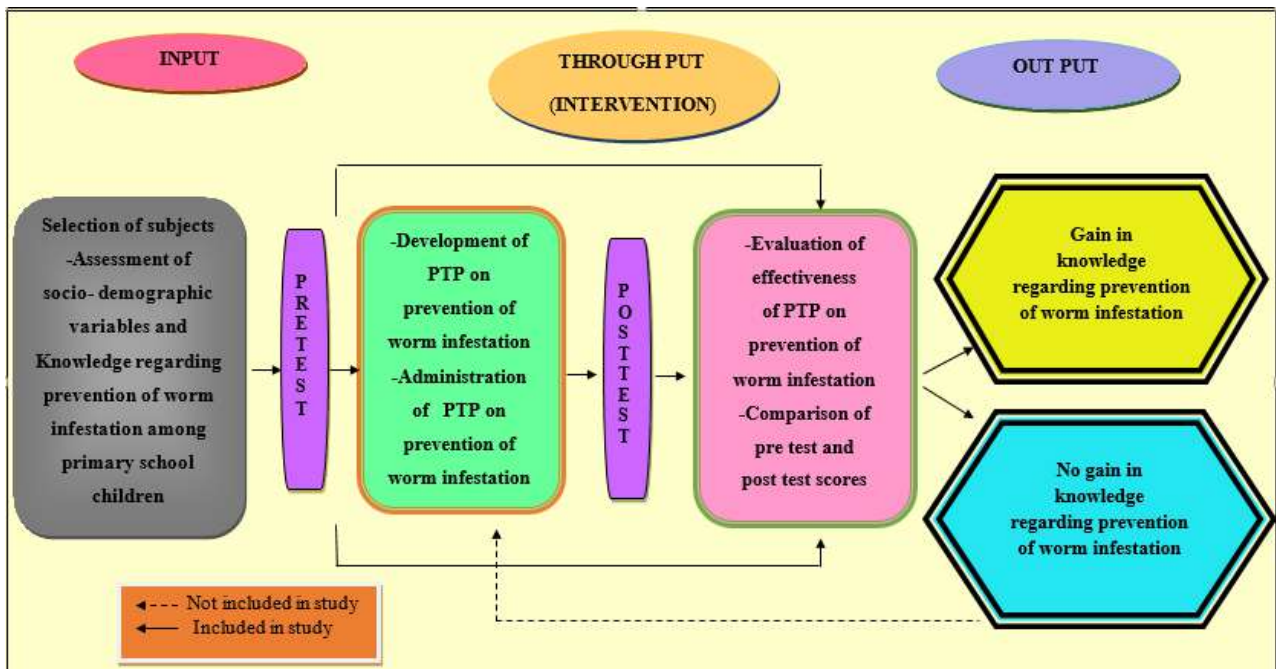 INPUT
THROUGH PUT
(INTERVENTION)
OUT PUT
Selection of subjects
-Assessment of
socio- demographic
variables and
Knowledge regarding
prevention of worm
infestation among
primary school
children
PRETEST
-Development of
PTP on
prevention of
worm infestation
-Administration
of PTP on
prevention of
worm infestation
POSTTEST
-Evaluation of
effectiveness
of PTP on
prevention of
worm infestation
-Comparison of
pre test and
post test scores
Gain in
knowledge
regarding prevention
of worm infestation
No gain in
knowledge
regarding prevention
of worm infestation
Not included in study
Included in study